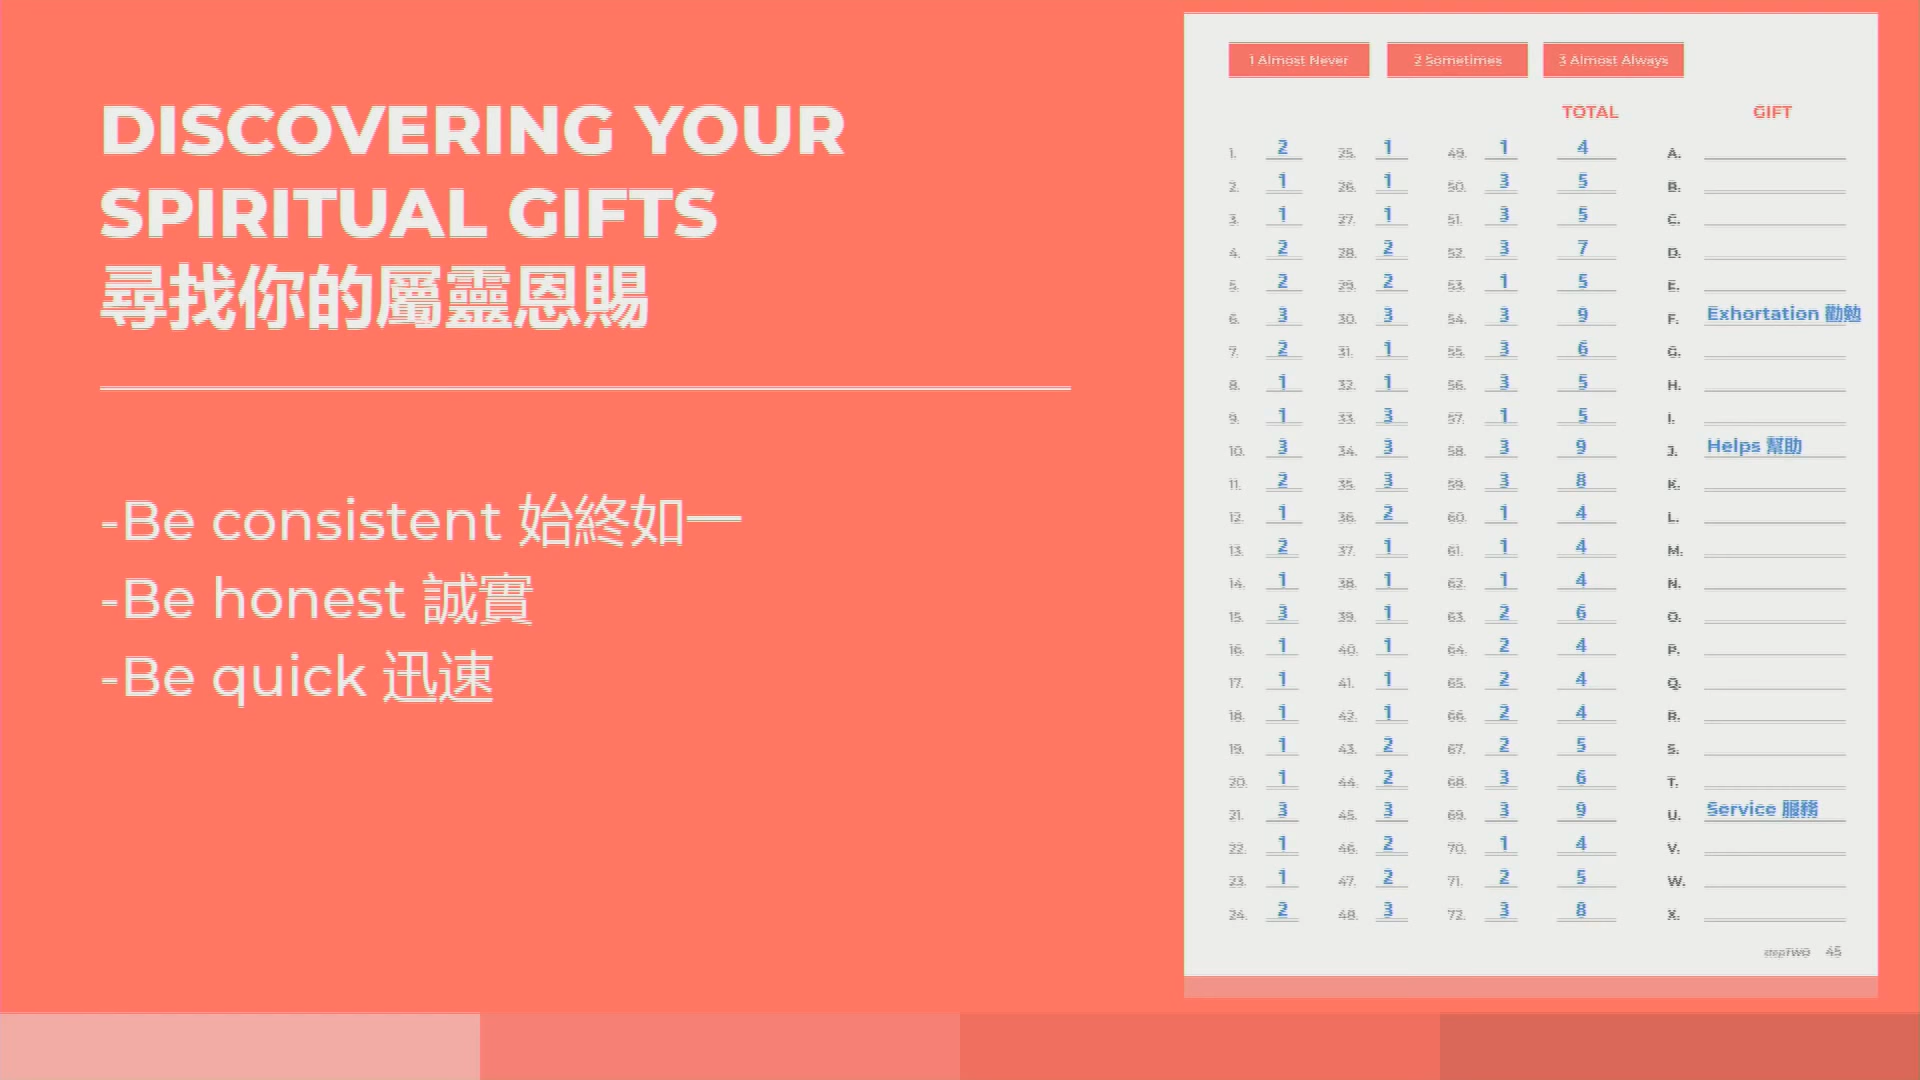 DISCOVERING YOUR
SPIRITUAL GIFTS
尋找你的屬靈恩賜
-Be consistent 始終如一
-Be honest 誠實
-Be quick 迅速
1 Almost Never 2 Sometimes 3 Almost Always
TOTAL GIFT
1. 2 25. 1 49. 1 4 A.
2. 1 26. 1 50. 3 5 B.
3. 1 27. 1 51. 3 5 C.
4. 2 28. 2 52. 3 7 D.
5. 2 29. 2 53. 1 5 E.
6. 3 30. 3 54. 3 9 F. Exhortation 勸勉
7. 2 31. 1 55. 3 6 G.
8. 1 32. 1 56. 3 5 H.
9. 1 33. 3 57. 1 5 I.
10. 3 34. 3 58. 3 9 J. Helps 幫助
11. 2 35. 3 59. 3 8 K.
12. 1 36. 2 60. 1 4 L.
13. 2 37. 1 61. 1 4 M.
14. 1 38. 1 62. 1 4 N.
15. 3 39. 1 63. 2 6 O.
16. 1 40. 1 64. 2 4 P.
17. 1 41. 1 65. 2 4 Q.
18. 1 42. 1 66. 2 4 R.
19. 1 43. 2 67. 2 5 S.
20. 1 44. 2 68. 3 6 T.
21. 3 45. 3 69. 3 9 U. Service 服務
22. 1 46. 2 70. 1 4 V.
23. 1 47. 2 71. 2 5 W.
24. 2 48. 3 72. 3 8 X.
stepTWO 45